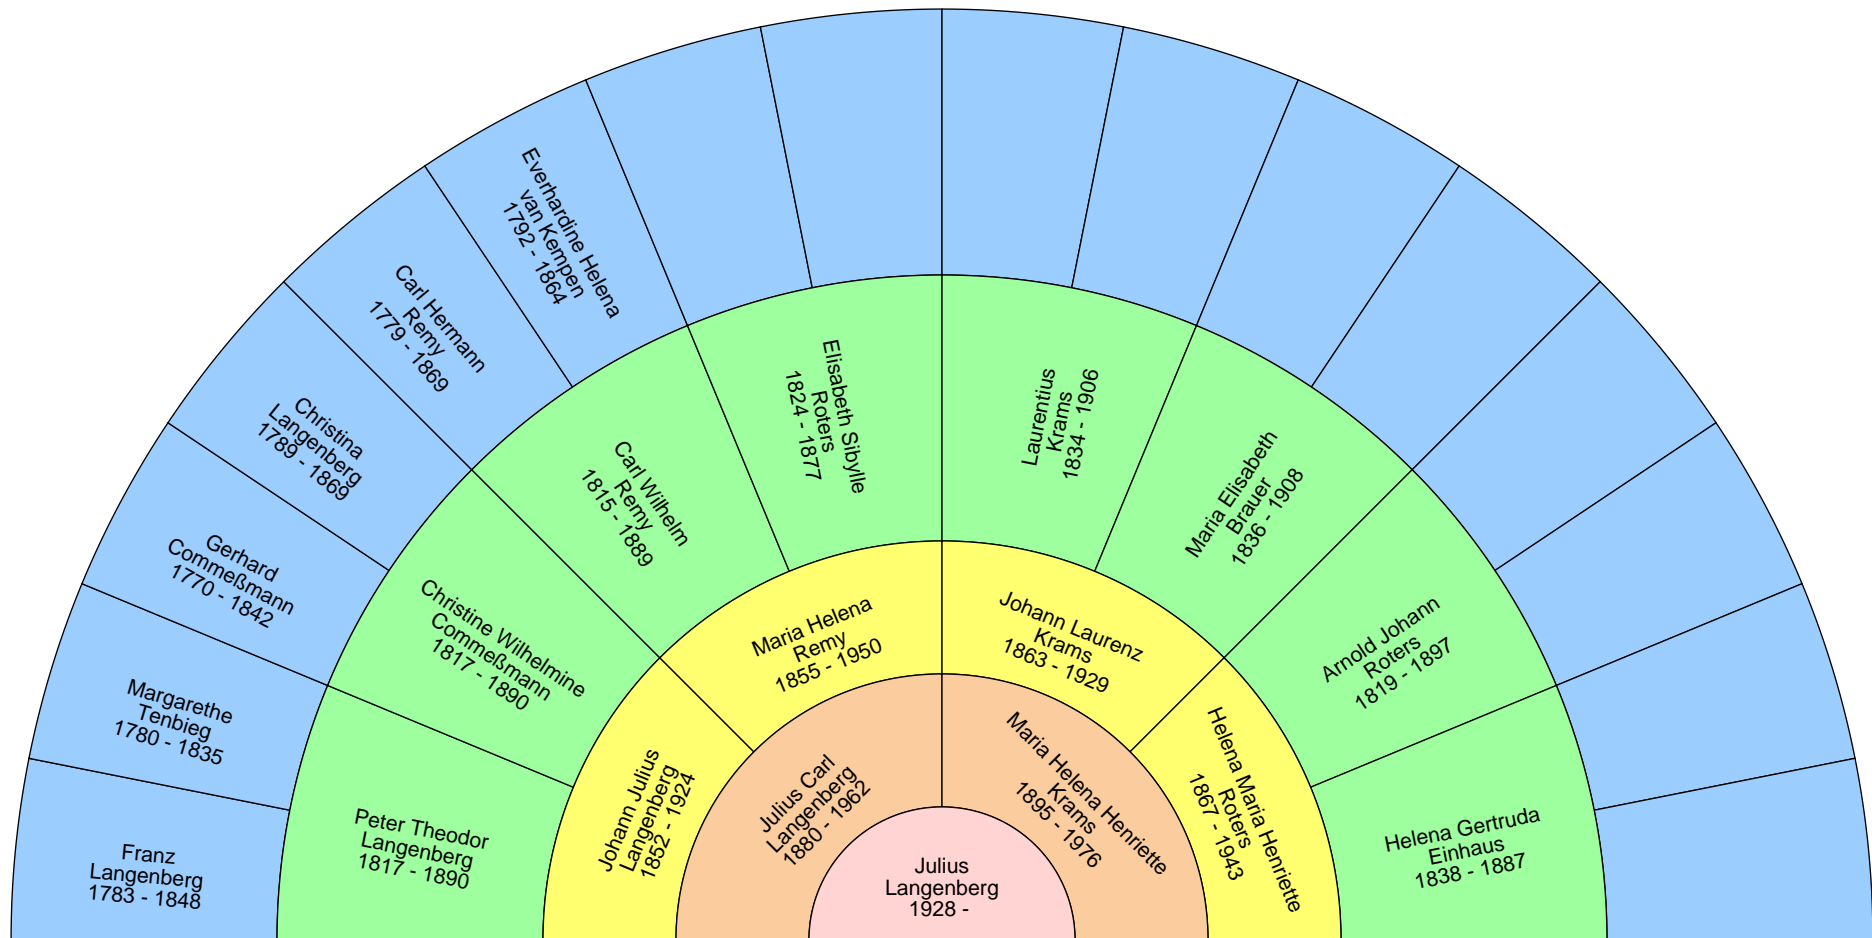 Everhardine Helena
van Kempen
1792 - 1864
Carl Hermann
Remy
1779 - 1869
Christina
Langenberg
1789 - 1869
Gerhard
Commeßmann
1770 - 1842
Margarethe
Tenbieg
1780 - 1835
Franz
Langenberg
1783 - 1848
Elisabeth Sibylle
Roters
1824 - 1877
Laurentius
Krams
1834 - 1906
Carl Wilhelm
Remy
1815 - 1889
Maria Elisabeth
Brauer
1836 - 1908
Christine Wilhelmine
Commeßmann
1817 - 1890
Arnold Johann
Roters
1819 - 1897
Peter Theodor
Langenberg
1817 - 1890
Helena Gertruda
Einhaus
1838 - 1887
Maria Helena
Remy
1855 - 1950
Johann Laurenz
Krams
1863 - 1929
Johann Julius
Langenberg
1852 - 1924
Helena Maria Henriette
Roters
1867 - 1943
Julius Carl
Langenberg
1880 - 1962
Maria Helena Henriette
Krams
1895 - 1976
Julius
Langenberg
1928 -